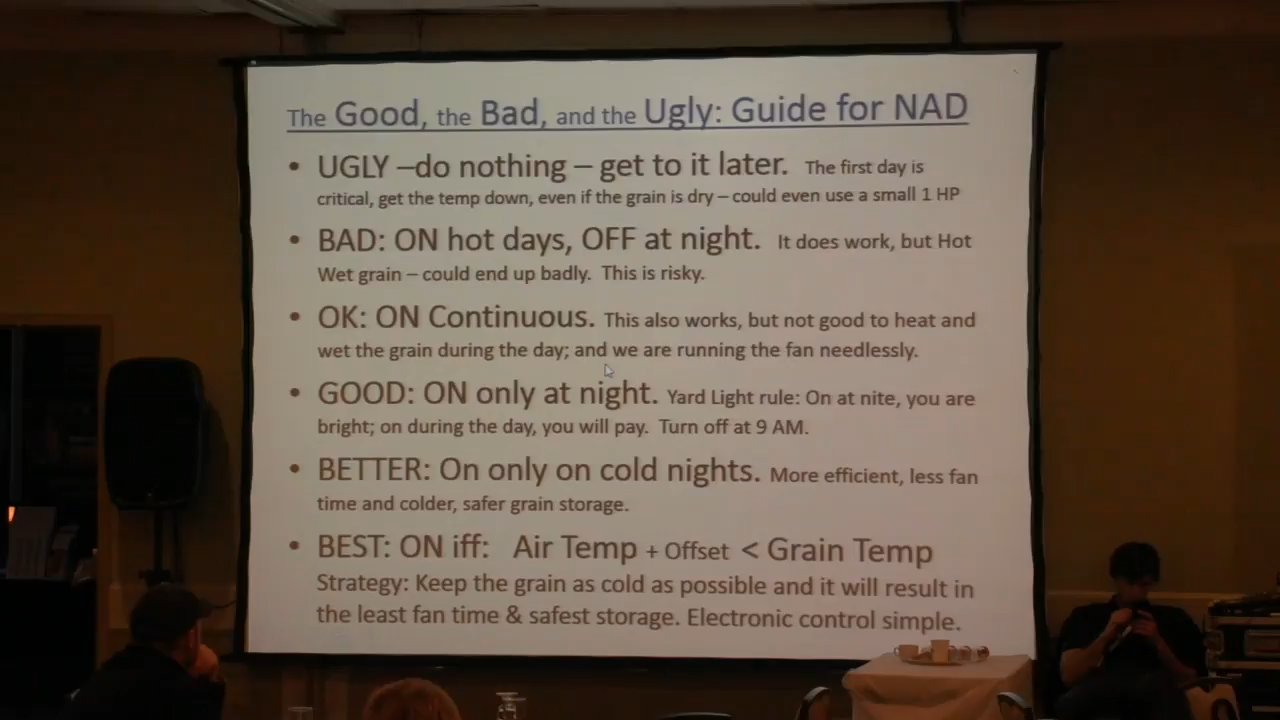 The Good, the Bad, and the Ugly: Guide for NAD
• UGLY –do nothing – get to it later. The first day is
critical, get the temp down, even if the grain is dry – could even use a small 1 HP
• BAD: ON hot days, OFF at night. It does work, but Hot
Wet grain – could end up badly. This is risky.
• OK: ON Continuous. This also works, but not good to heat and
wet the grain during the day; and we are running the fan needlessly.
• GOOD: ON only at night. Yard Light rule: On at nite, you are
bright; on during the day, you will pay. Turn off at 9 AM.
• BETTER: On only on cold nights. More efficient, less fan
time and colder, safer grain storage.
• BEST: ON iff: Air Temp + Offset < Grain Temp
Strategy: Keep the grain as cold as possible and it will result in
the least fan time & safest storage. Electronic control simple.